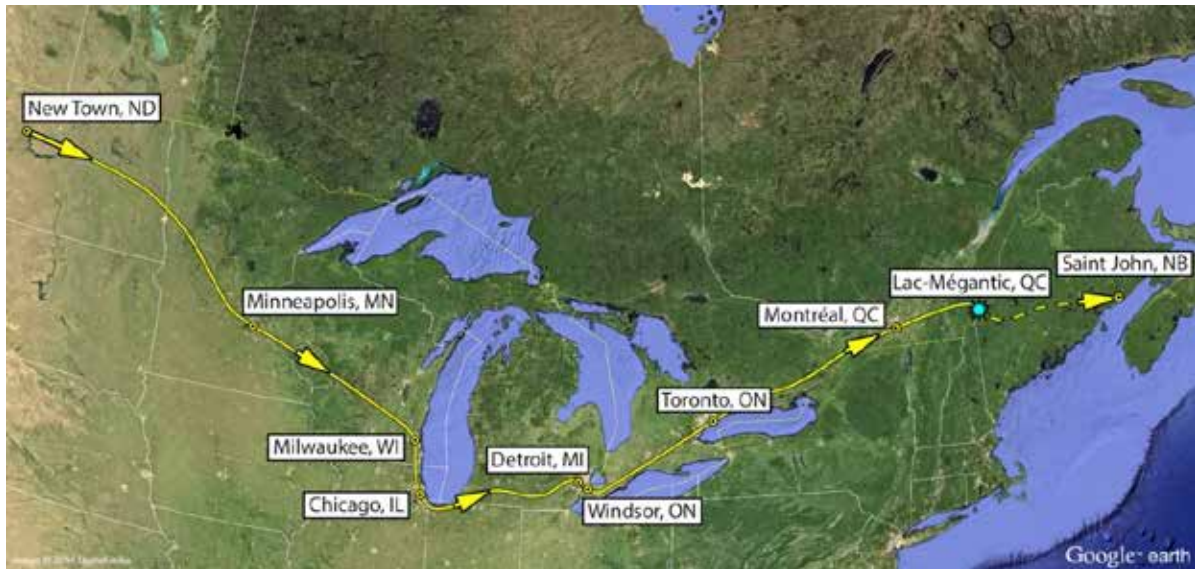 New Town, ND
Minneapolis, MN
Milwaukee, WI
Chicago, IL
Detroit, MI
Windsor, ON
Toronto, ON
Montréal, QC
Lac-Mégantic, QC
Saint John, NB
Google earth